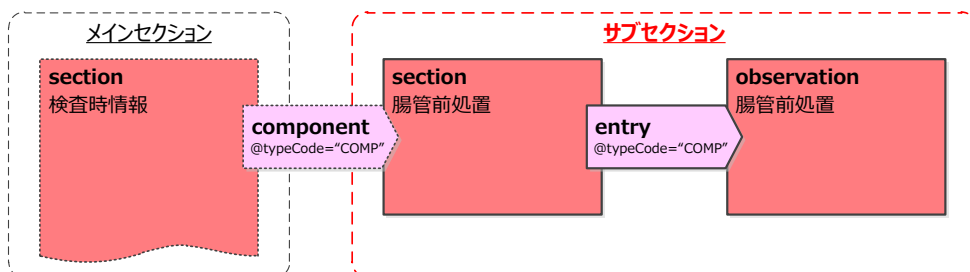 メインセクション
サブセクション
section
検査時情報
component
@typeCode=“COMP”
section
腸管前処置
entry
@typeCode=“COMP”
observation
腸管前処置